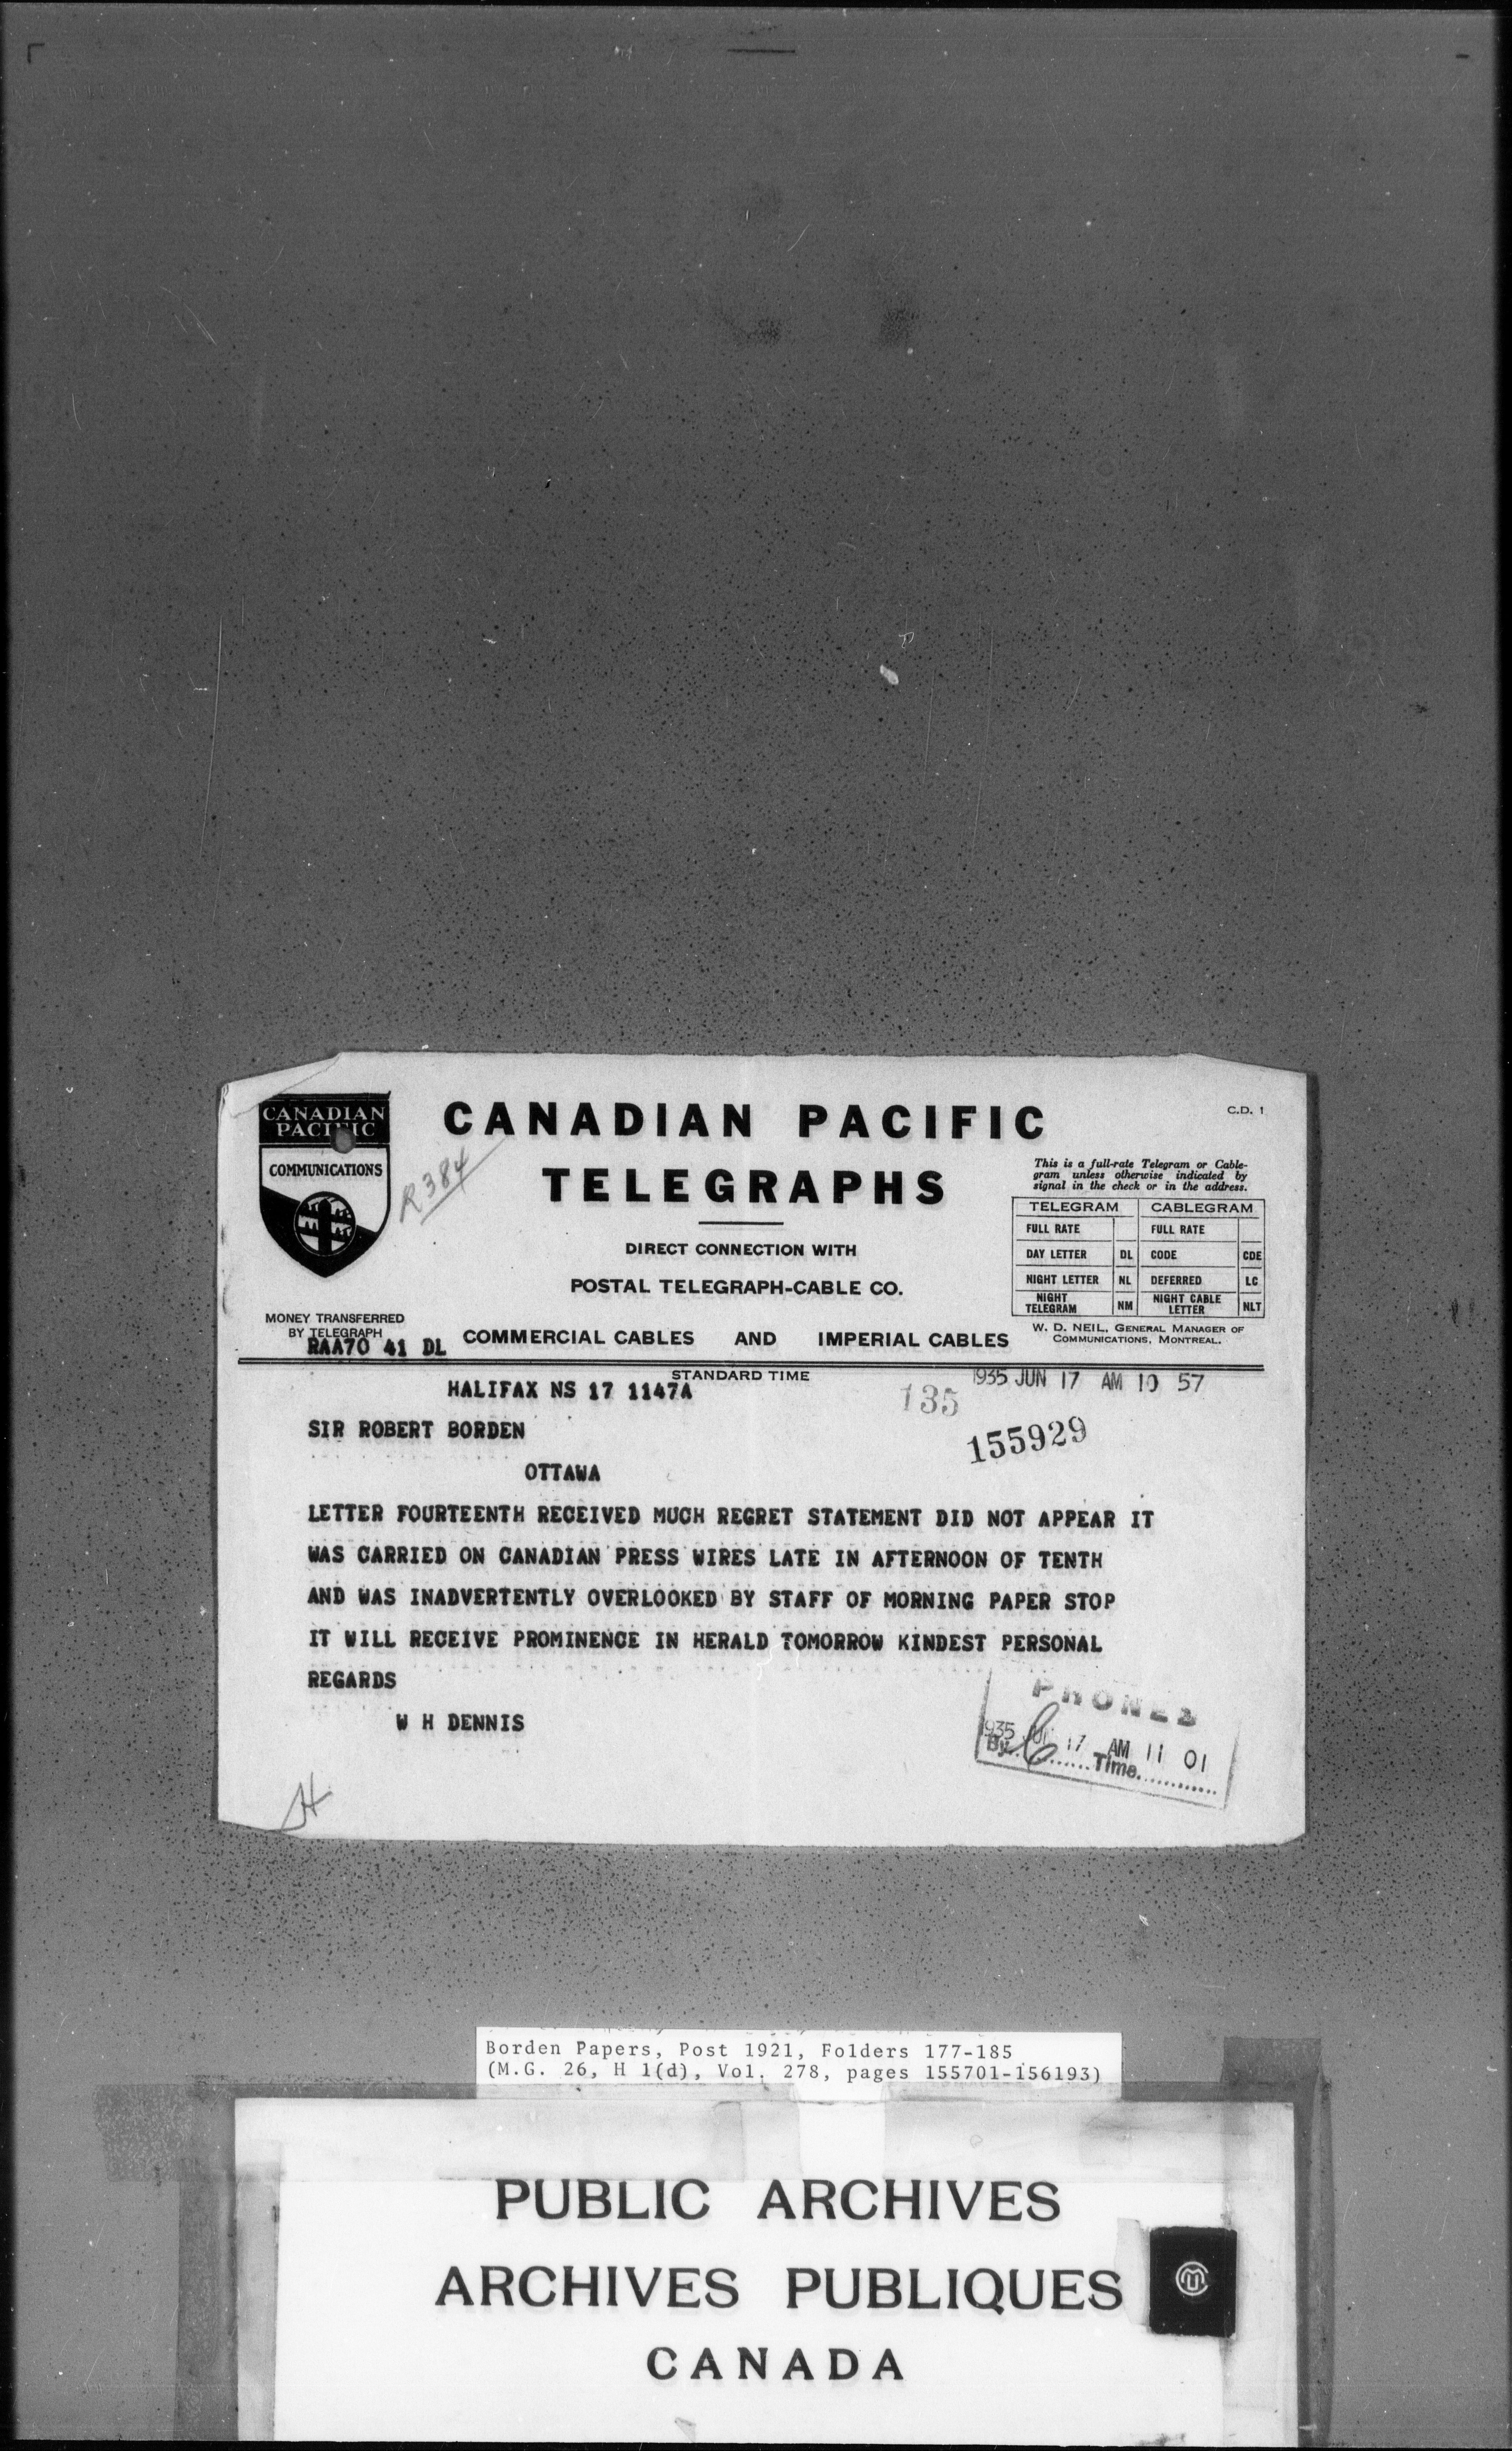 CANADIAN
PACIFIC
COMMUNICATIONS
R384
CANADIAN PACIFIC
TELEGRAPHS
DIRECT CONNECTION WITH
POSTAL TELEGRAPH-CABLE CO.
C.D. 1
This is a full-rate Telegram or Cable-
gram unless otherwise indicated by
signal in the check or in the address.
TELEGRAM CABLEGRAM
FULL RATE FULL RATE
DAY LETTER DL CODE CDE
NIGHT LETTER NL DEFERRED LC
NIGHT TELEGRAM NM NIGHT CABLE LETTER NLT
W. D. NEIL, GENERAL MANAGER OF
COMMUNICATIONS, MONTREAL.
MONEY TRANSFERRED
BY TELEGRAPH
RAA70 41 DL
COMMERCIAL CABLES AND IMPERIAL CABLES
STANDARD TIME
HALIFAX NS 17 1147A
1935 JUN 17 AM 10 57
135
155929
SIR ROBERT BORDEN
OTTAWA
LETTER FOURTEENTH RECEIVED MUCH REGRET STATEMENT DID NOT APPEAR IT
WAS CARRIED ON CANADIAN PRESS WIRES LATE IN AFTERNOON OF TENTH
AND WAS INADVERTENTLY OVERLOOKED BY STAFF OF MORNING PAPER STOP
IT WILL RECEIVE PROMINENCE IN HERALD TOMORROW KINDEST PERSONAL
REGARDS
W H DENNIS
PHONED
1935 JUN 17 AM 11 01
By......Time............
Borden Papers, Post 1921, Folders 177-185
(M.G. 26, H 1(d), Vol. 278, pages 155701-156193)
PUBLIC ARCHIVES
ARCHIVES PUBLIQUES
CANADA